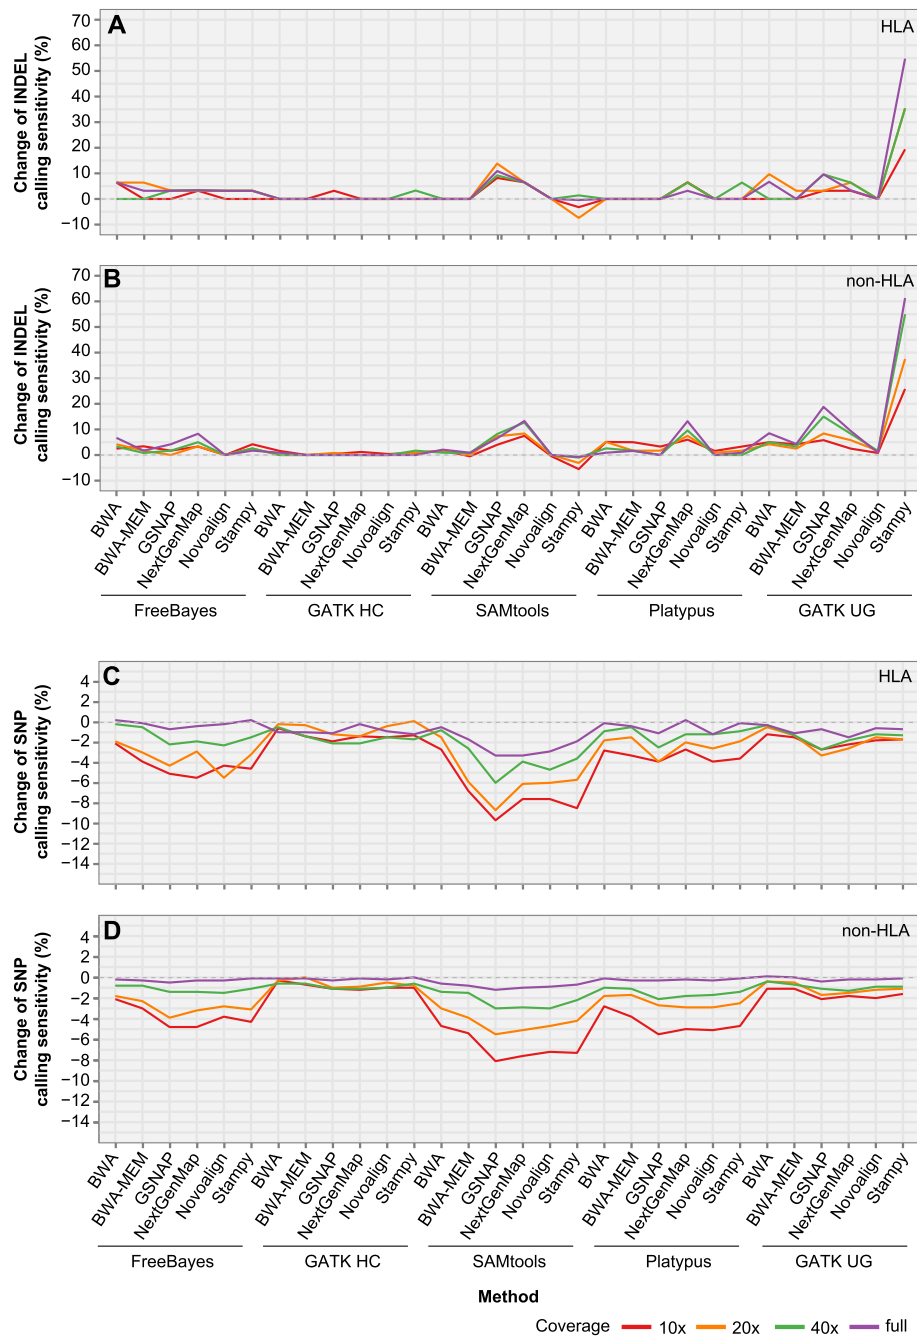 A
HLA
Change of INDEL
calling sensitivity (%)
70
60
50
40
30
20
10
0
−10
B
non-HLA
Change of INDEL
calling sensitivity (%)
70
60
50
40
30
20
10
0
−10
BWA
BWA-MEM
GSNAP
NextGenMap
Novoalign
Stampy
BWA
BWA-MEM
GSNAP
NextGenMap
Novoalign
Stampy
BWA
BWA-MEM
GSNAP
NextGenMap
Novoalign
Stampy
BWA
BWA-MEM
GSNAP
NextGenMap
Novoalign
Stampy
BWA
BWA-MEM
GSNAP
NextGenMap
Novoalign
Stampy
FreeBayes GATK HC SAMtools Platypus GATK UG
C
HLA
Change of SNP
calling sensitivity (%)
4
2
0
−2
−4
−6
−8
−10
−12
−14
D
non-HLA
Change of SNP
calling sensitivity (%)
4
2
0
−2
−4
−6
−8
−10
−12
−14
BWA
BWA-MEM
GSNAP
NextGenMap
Novoalign
Stampy
BWA
BWA-MEM
GSNAP
NextGenMap
Novoalign
Stampy
BWA
BWA-MEM
GSNAP
NextGenMap
Novoalign
Stampy
BWA
BWA-MEM
GSNAP
NextGenMap
Novoalign
Stampy
BWA
BWA-MEM
GSNAP
NextGenMap
Novoalign
Stampy
FreeBayes GATK HC SAMtools Platypus GATK UG
Method
Coverage 10x 20x 40x full